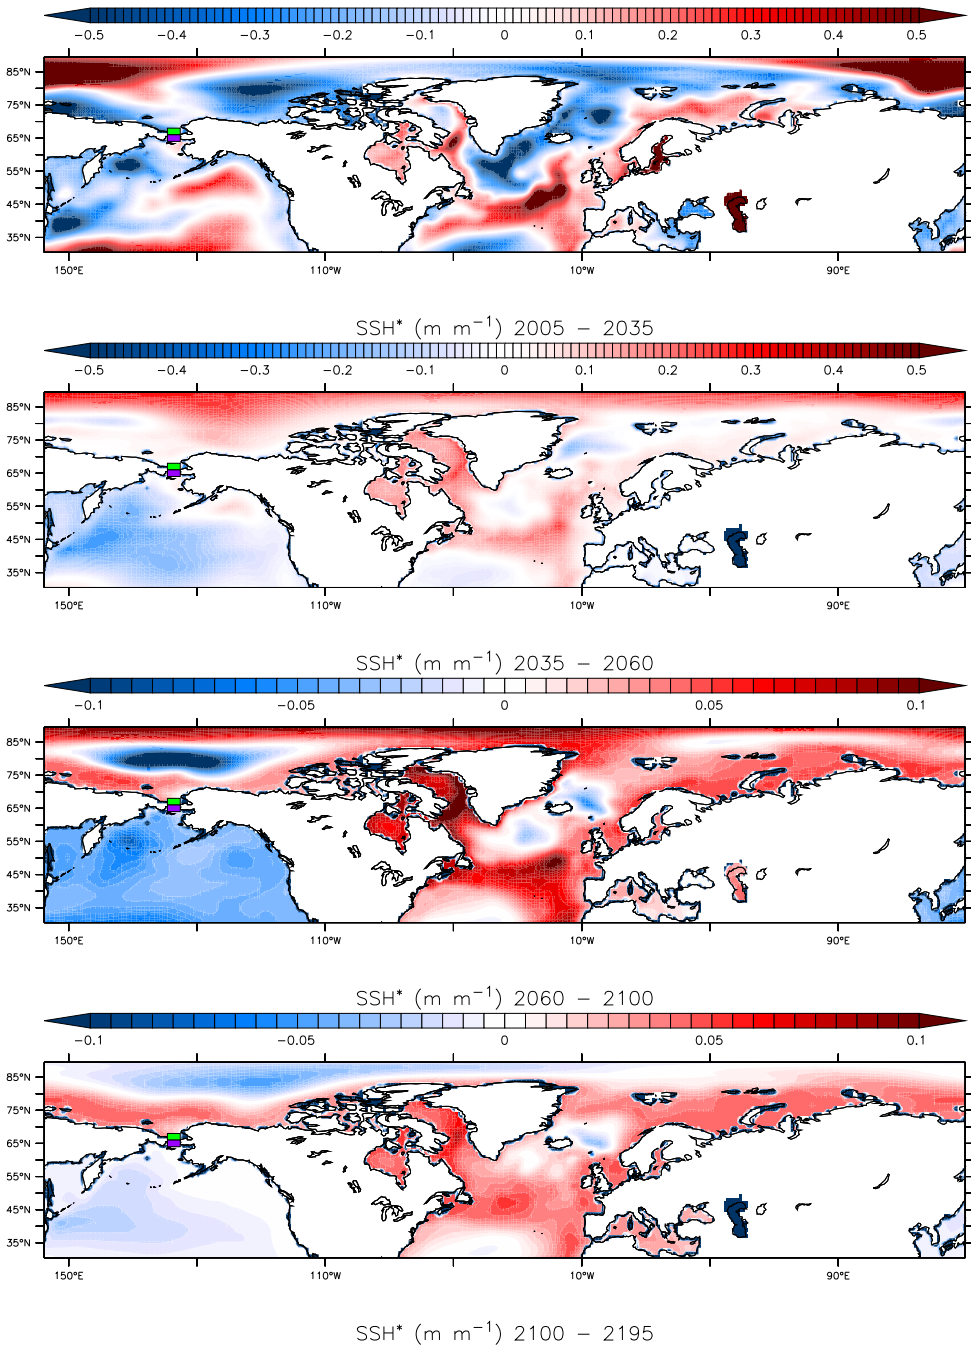 -0.5 -0.4 -0.3 -0.2 -0.1 0 0.1 0.2 0.3 0.4 0.5
85°N
75°N
65°N
55°N
45°N
35°N
150°E 110°W 10°W 90°E
SSH* (m m⁻¹) 2005 – 2035
-0.5 -0.4 -0.3 -0.2 -0.1 0 0.1 0.2 0.3 0.4 0.5
85°N
75°N
65°N
55°N
45°N
35°N
150°E 110°W 10°W 90°E
SSH* (m m⁻¹) 2035 – 2060
-0.1 -0.05 0 0.05 0.1
85°N
75°N
65°N
55°N
45°N
35°N
150°E 110°W 10°W 90°E
SSH* (m m⁻¹) 2060 – 2100
-0.1 -0.05 0 0.05 0.1
85°N
75°N
65°N
55°N
45°N
35°N
150°E 110°W 10°W 90°E
SSH* (m m⁻¹) 2100 – 2195